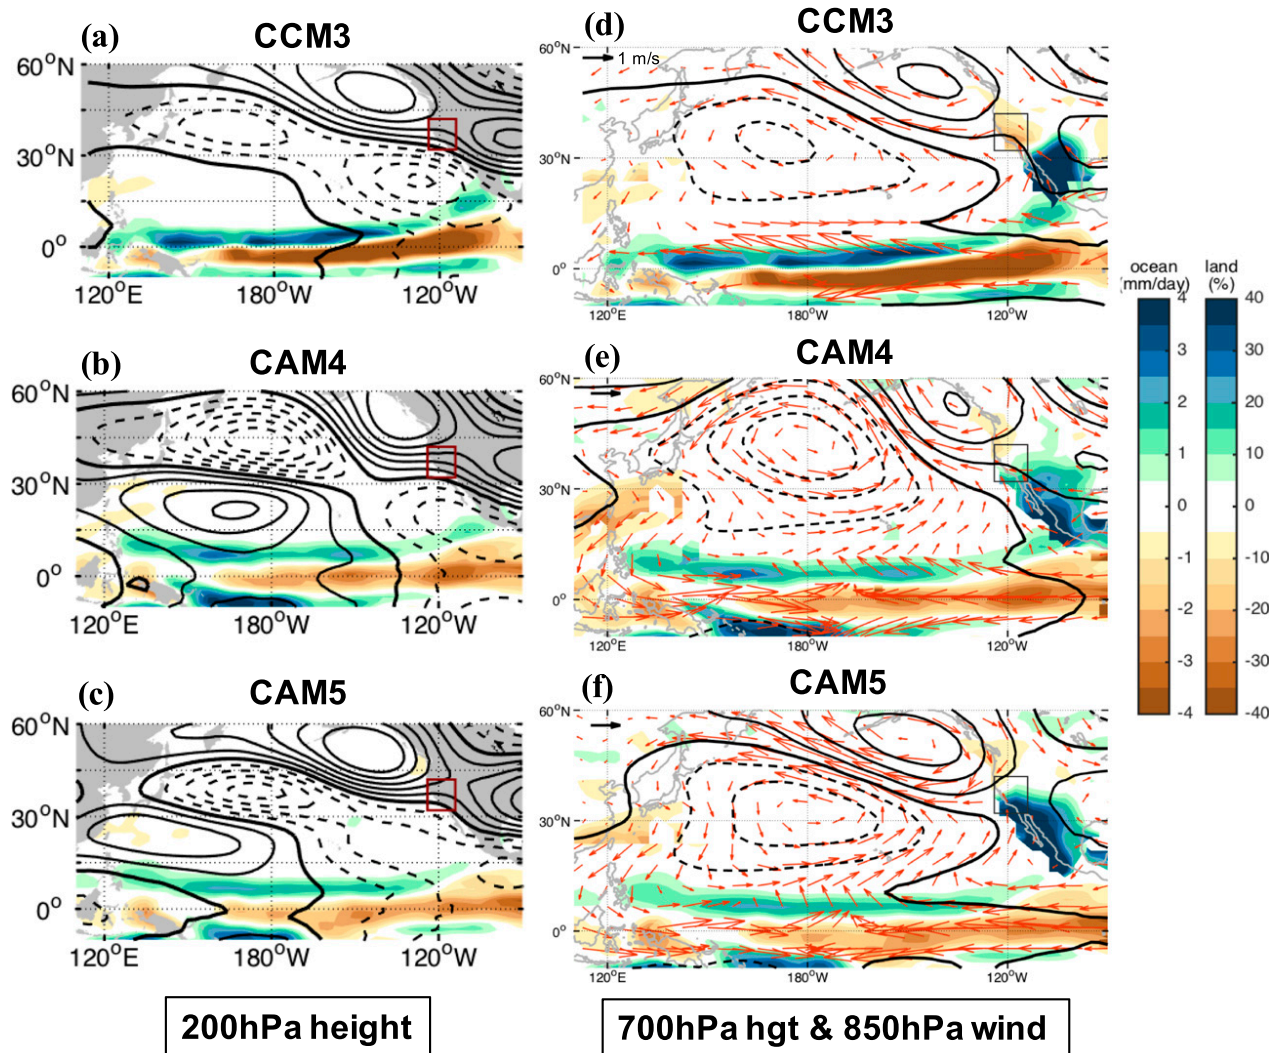 (a) CCM3
60°N
30°N
0°
120°E 180°W 120°W
(b) CAM4
60°N
30°N
0°
120°E 180°W 120°W
(c) CAM5
60°N
30°N
0°
120°E 180°W 120°W
200hPa height
(d) CCM3
1 m/s
60°N
30°N
0°
120°E 180°W 120°W
(e) CAM4
60°N
30°N
0°
120°E 180°W 120°W
(f) CAM5
60°N
30°N
0°
120°E 180°W 120°W
700hPa hgt & 850hPa wind
ocean land
(mm/day) (%)
4 40
3 30
2 20
1 10
0 0
-1 -10
-2 -20
-3 -30
-4 -40